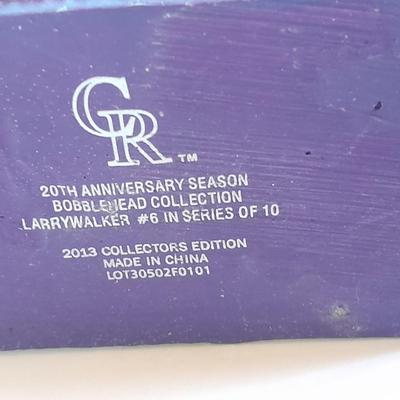 CR™
20TH ANNIVERSARY SEASON
BOBBLEHEAD COLLECTION
LARRYWALKER #6 IN SERIES OF 10
2013 COLLECTORS EDITION
MADE IN CHINA
LOT30502F0101